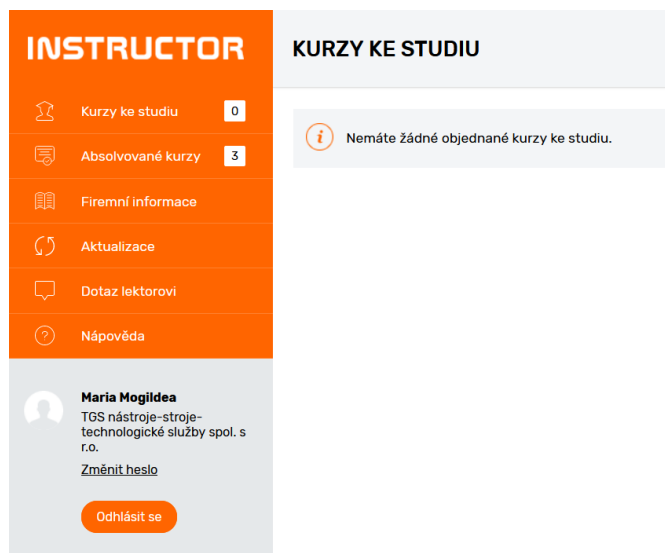 INSTRUCTOR
KURZY KE STUDIU
Kurzy ke studiu 0
Absolvované kurzy 3
Firemní informace
Aktualizace
Dotaz lektorovi
Nápověda
i Nemáte žádné objednané kurzy ke studiu.
Maria Mogildea
TGS nástroje-stroje-
technologické služby spol. s
r.o.
Změnit heslo
Odhlásit se